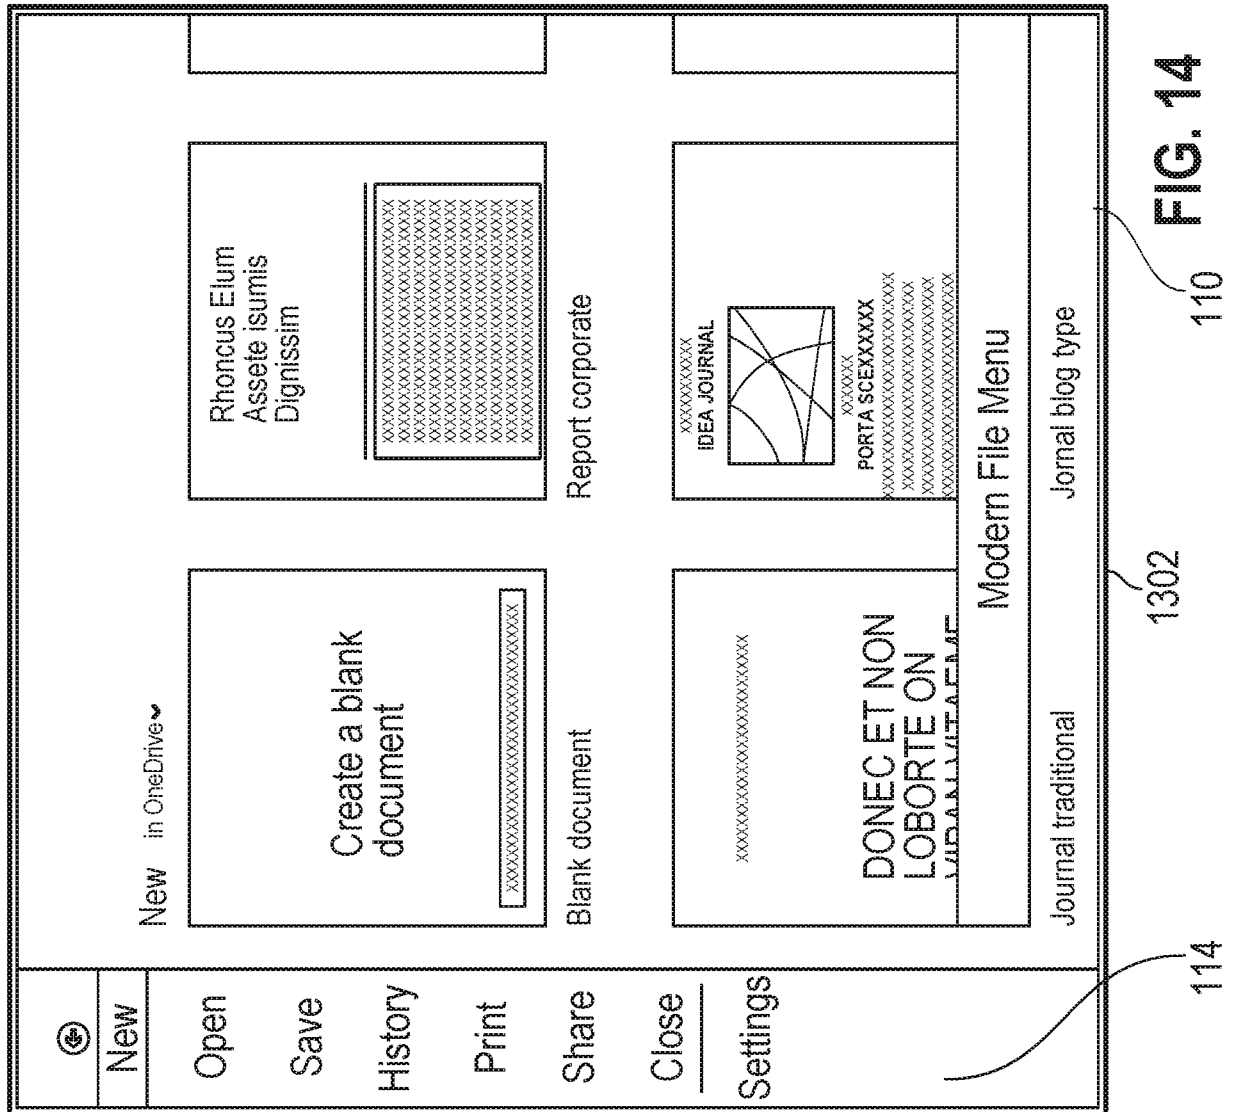 New
Open
Save
History
Print
Share
Close
Settings
New in OneDrive
Create a blank
document
Blank document
Rhoncus Elum
Assete isumis
Dignissim
Report corporate
DONEC ET NON
LOBORTE ON
IDEA JOURNAL
XXXXXX
PORTA SCEXXXXXXX
Modern File Menu
Journal traditional
Jornal blog type
114
1302
110
FIG. 14